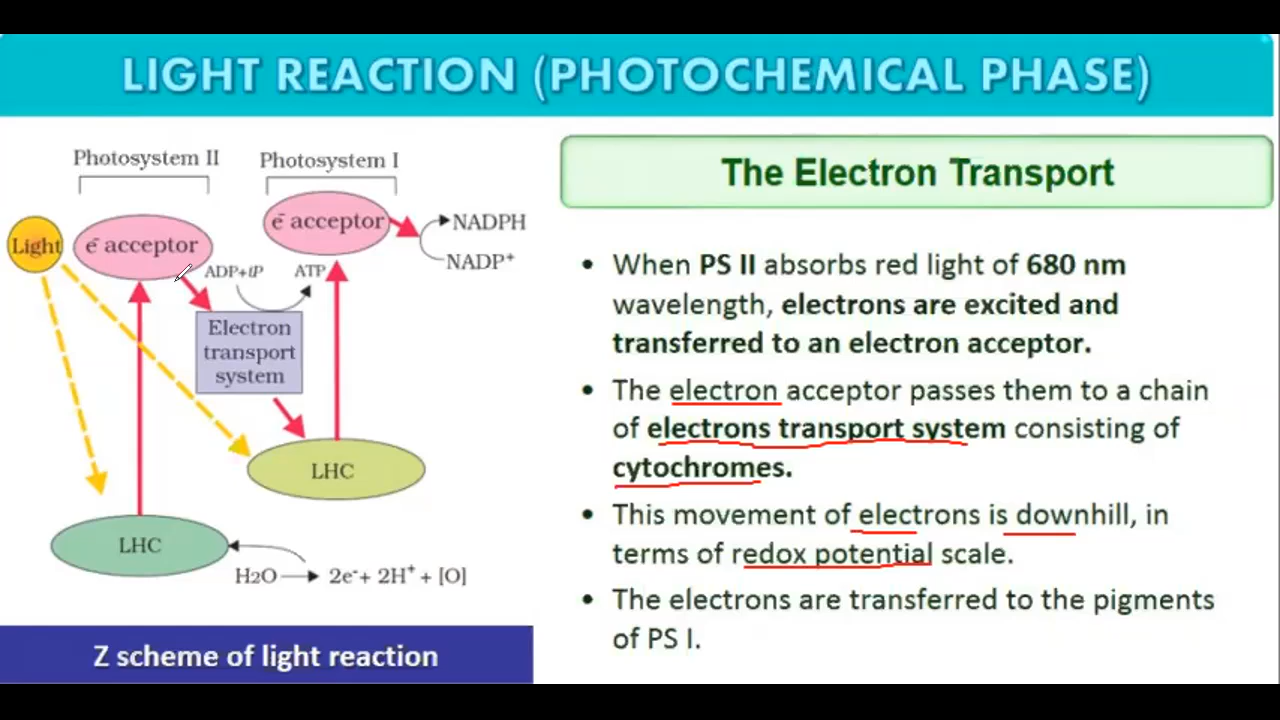 LIGHT REACTION (PHOTOCHEMICAL PHASE)
Photosystem II
Photosystem I
Light
e⁻ acceptor
e⁻ acceptor
NADPH
NADP⁺
ADP+iP
ATP
Electron
transport
system
LHC
LHC
H2O → 2e⁻+ 2H⁺ + [O]
Z scheme of light reaction
The Electron Transport
• When PS II absorbs red light of 680 nm
wavelength, electrons are excited and
transferred to an electron acceptor.
• The electron acceptor passes them to a chain
of electrons transport system consisting of
cytochromes.
• This movement of electrons is downhill, in
terms of redox potential scale.
• The electrons are transferred to the pigments
of PS I.